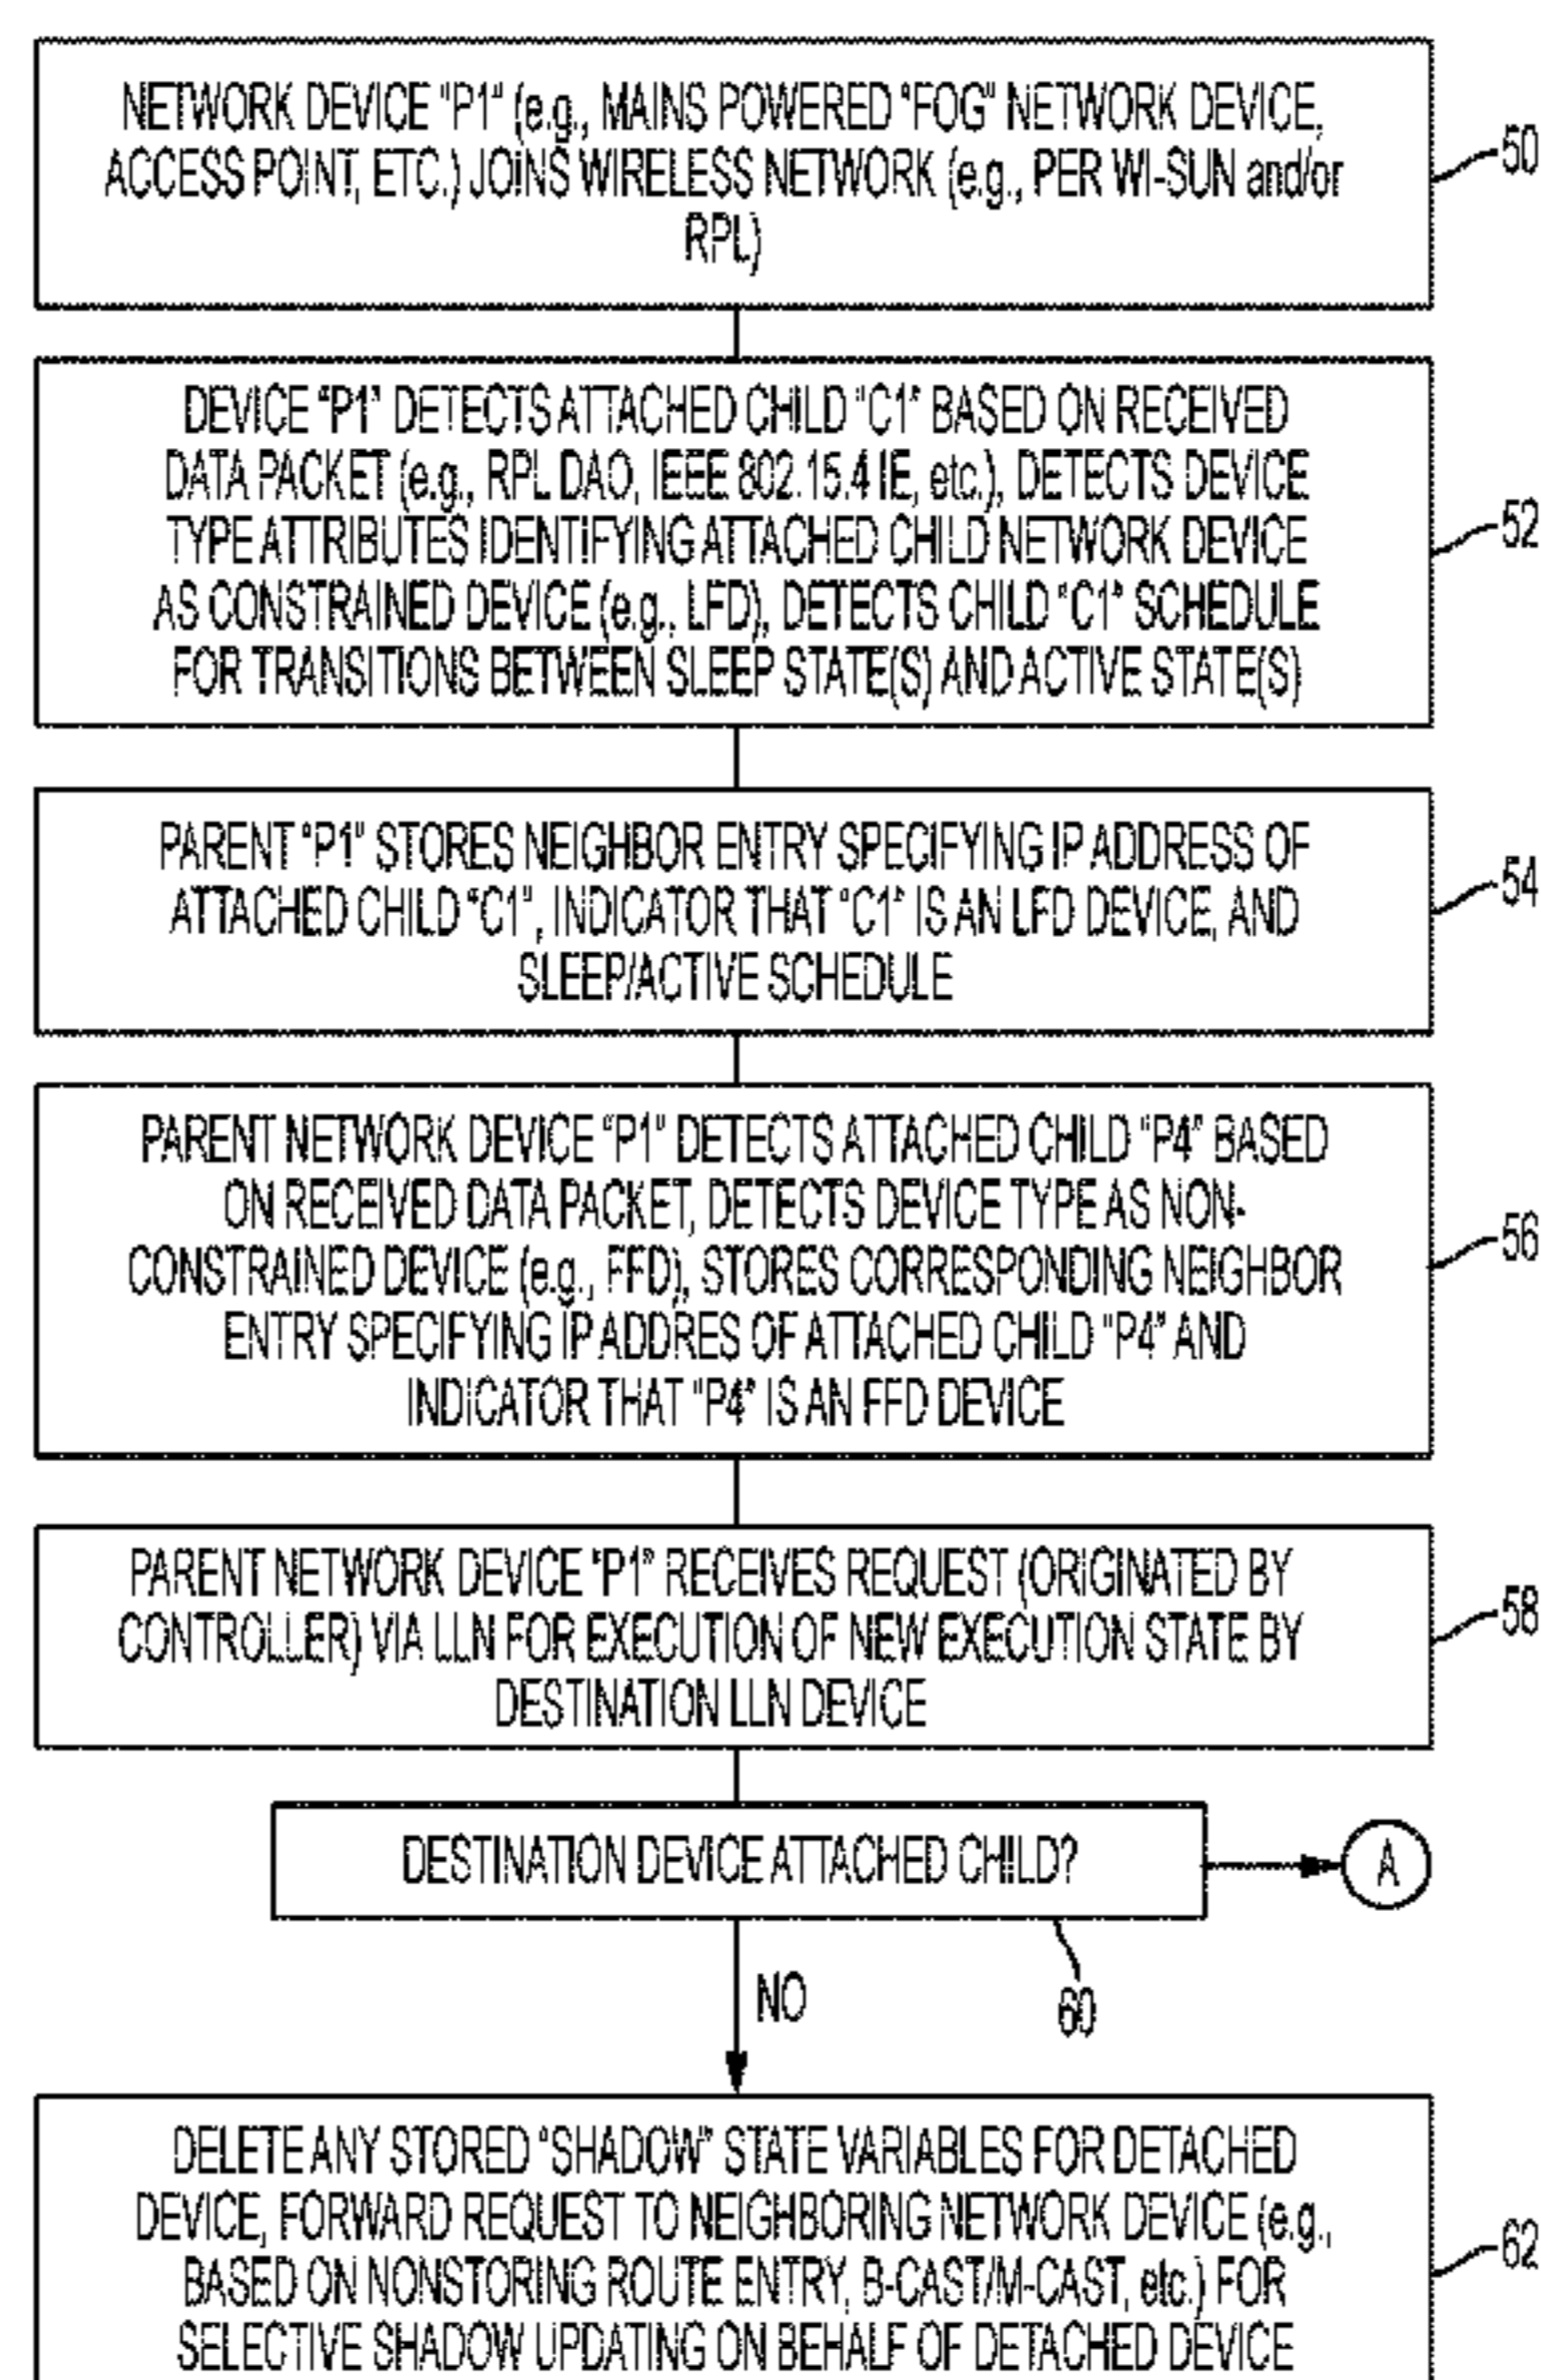 NETWORK DEVICE "P1" (e.g., MAINS POWERED "FOG" NETWORK DEVICE,
ACCESS POINT, ETC.) JOINS WIRELESS NETWORK (e.g., PER WI-SUN and/or
RPL)
50
DEVICE "P1" DETECTS ATTACHED CHILD "C1" BASED ON RECEIVED
DATA PACKET (e.g., RPL DAO, IEEE 802.15.4 IE, etc.), DETECTS DEVICE
TYPE ATTRIBUTES IDENTIFYING ATTACHED CHILD NETWORK DEVICE
AS CONSTRAINED DEVICE (e.g., LFD), DETECTS CHILD "C1" SCHEDULE
FOR TRANSITIONS BETWEEN SLEEP STATE(S) AND ACTIVE STATE(S)
52
PARENT "P1" STORES NEIGHBOR ENTRY SPECIFYING IP ADDRESS OF
ATTACHED CHILD "C1", INDICATOR THAT "C1" IS AN LFD DEVICE, AND
SLEEP/ACTIVE SCHEDULE
54
PARENT NETWORK DEVICE "P1" DETECTS ATTACHED CHILD "P4" BASED
ON RECEIVED DATA PACKET, DETECTS DEVICE TYPE AS NON-
CONSTRAINED DEVICE (e.g., FFD), STORES CORRESPONDING NEIGHBOR
ENTRY SPECIFYING IP ADDRES OF ATTACHED CHILD "P4" AND
INDICATOR THAT "P4" IS AN FFD DEVICE
56
PARENT NETWORK DEVICE "P1" RECEIVES REQUEST (ORIGINATED BY
CONTROLLER) VIA LLN FOR EXECUTION OF NEW EXECUTION STATE BY
DESTINATION LLN DEVICE
58
DESTINATION DEVICE ATTACHED CHILD?
A
NO
60
DELETE ANY STORED "SHADOW" STATE VARIABLES FOR DETACHED
DEVICE, FORWARD REQUEST TO NEIGHBORING NETWORK DEVICE (e.g.,
BASED ON NONSTORING ROUTE ENTRY, B-CAST/M-CAST, etc.) FOR
SELECTIVE SHADOW UPDATING ON BEHALF OF DETACHED DEVICE
62